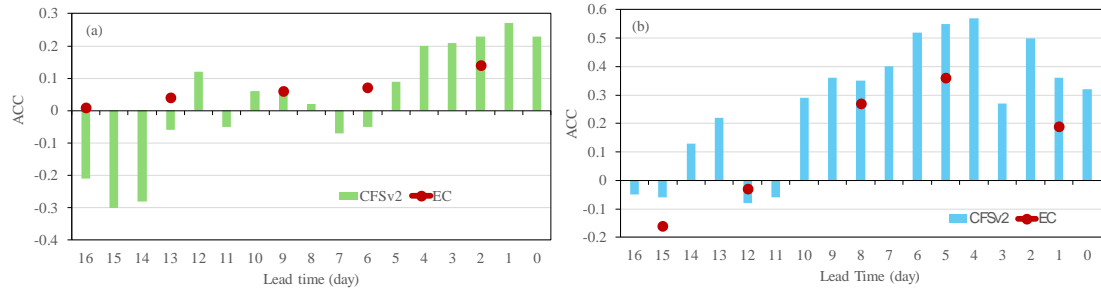 (a)
0.3
0.2
0.1
0
-0.1
-0.2
-0.3
-0.4
ACC
CFSv2 EC
16 15 14 13 12 11 10 9 8 7 6 5 4 3 2 1 0
Lead time (day)
(b)
0.6
0.5
0.4
0.3
0.2
0.1
0
-0.1
-0.2
ACC
CFSv2 EC
16 15 14 13 12 11 10 9 8 7 6 5 4 3 2 1 0
Lead Time (day)